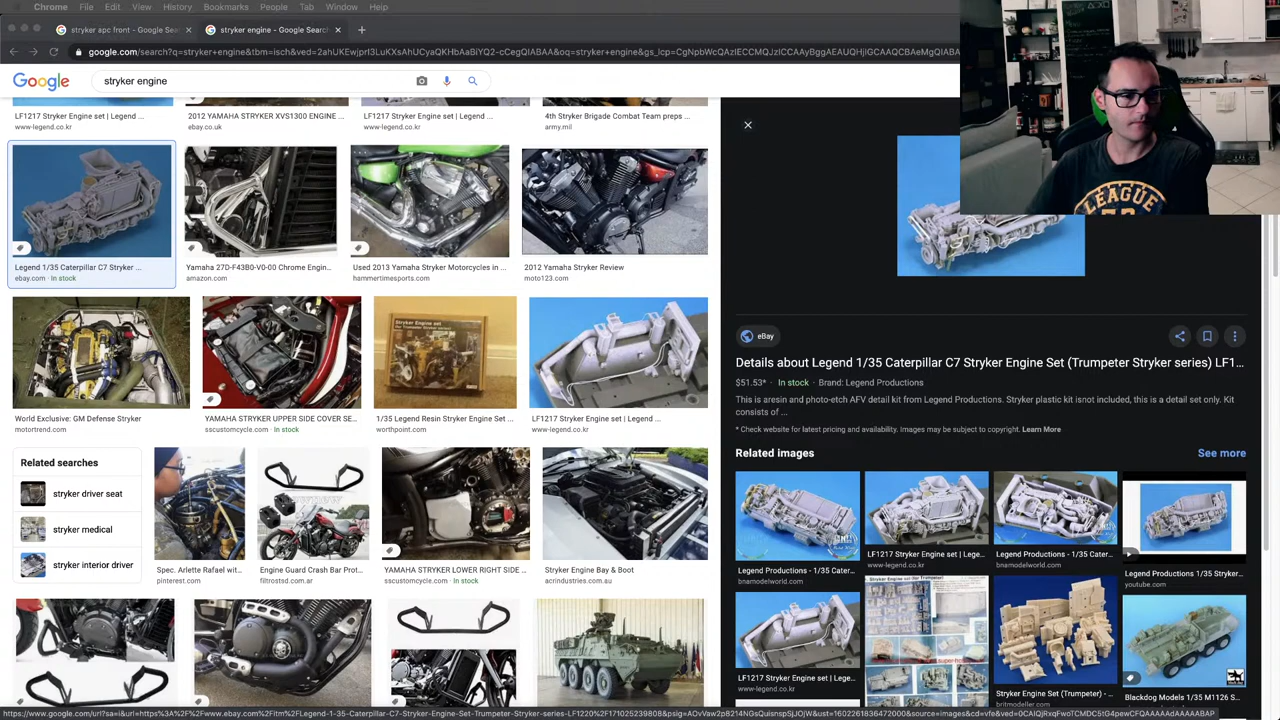 Chrome File Edit View History Bookmarks People Tab Window Help
stryker apc front - Google Sea...
stryker engine - Google Search
Google
stryker engine
LF1217 Stryker Engine set | Legend ...
www-legend.co.kr
2012 YAMAHA STRYKER XVS1300 ENGINE ...
ebay.co.uk
LF1217 Stryker Engine set | Legend ...
www-legend.co.kr
4th Stryker Brigade Combat Team preps ...
army.mil
Legend 1/35 Caterpillar C7 Stryker ...
ebay.com · In stock
Yamaha 27D-F43B0-V0-00 Chrome Engin...
amazon.com
Used 2013 Yamaha Stryker Motorcycles in ...
hammertimesports.com
2012 Yamaha Stryker Review
moto123.com
World Exclusive: GM Defense Stryker
motortrend.com
YAMAHA STRYKER UPPER SIDE COVER SE...
sscustomcycle.com · In stock
Stryker Engine set
1/35 Legend Resin Stryker Engine Set ...
worthpoint.com
LF1217 Stryker Engine set | Legend ...
www-legend.co.kr
Related searches
stryker driver seat
stryker medical
stryker interior driver
Spec. Arlette Rafael wit...
pinterest.com
Engine Guard Crash Bar Prot...
filtrostd.com.ar
YAMAHA STRYKER LOWER RIGHT SIDE ...
sscustomcycle.com · In stock
Stryker Engine Bay & Boot
acrindustries.com.au
eBay
Details about Legend 1/35 Caterpillar C7 Stryker Engine Set (Trumpeter Stryker series) LF1...
$51.53* · In stock · Brand: Legend Productions
This is aresin and photo-etch AFV detail kit from Legend Productions. Stryker plastic kit isnot included, this is a detail set only. Kit
consists of ...
* Check website for latest pricing and availability. Images may be subject to copyright. Learn More
Related images
See more
Legend Productions - 1/35 Cater...
bnamodelworld.com
LF1217 Stryker Engine set | Lege...
www-legend.co.kr
Legend Productions - 1/35 Cater...
bnamodelworld.com
Legend Productions 1/35 Stryker...
youtube.com
LF1217 Stryker Engine set | Lege...
www-legend.co.kr
Stryker Engine Set (Trumpeter) - ...
britmodeller.com
Blackdog Models 1/35 M1126 S...
LEAGUE